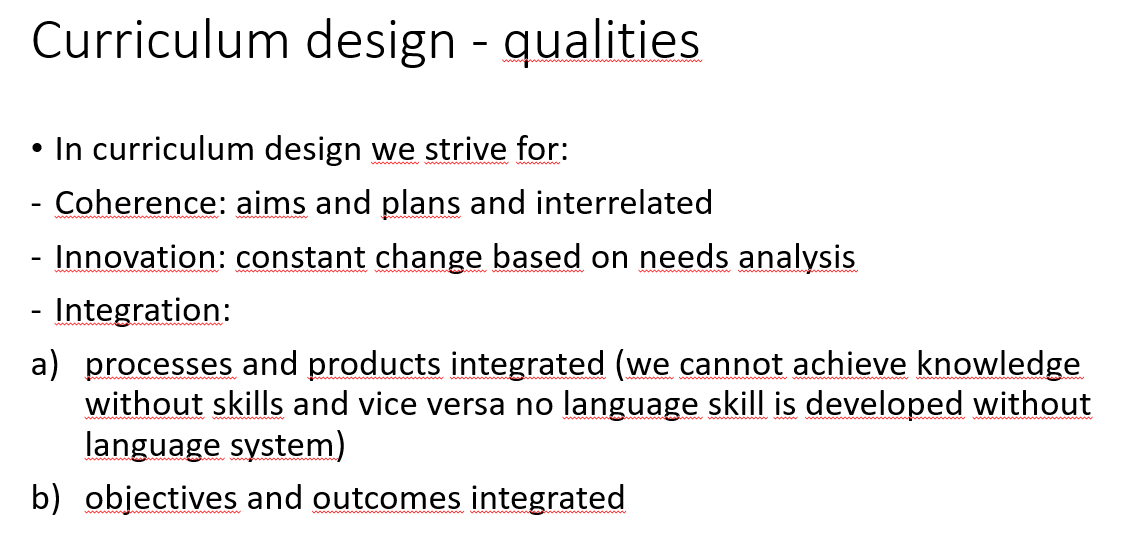 Curriculum design - qualities
• In curriculum design we strive for:
- Coherence: aims and plans and interrelated
- Innovation: constant change based on needs analysis
- Integration:
a) processes and products integrated (we cannot achieve knowledge
without skills and vice versa no language skill is developed without
language system)
b) objectives and outcomes integrated